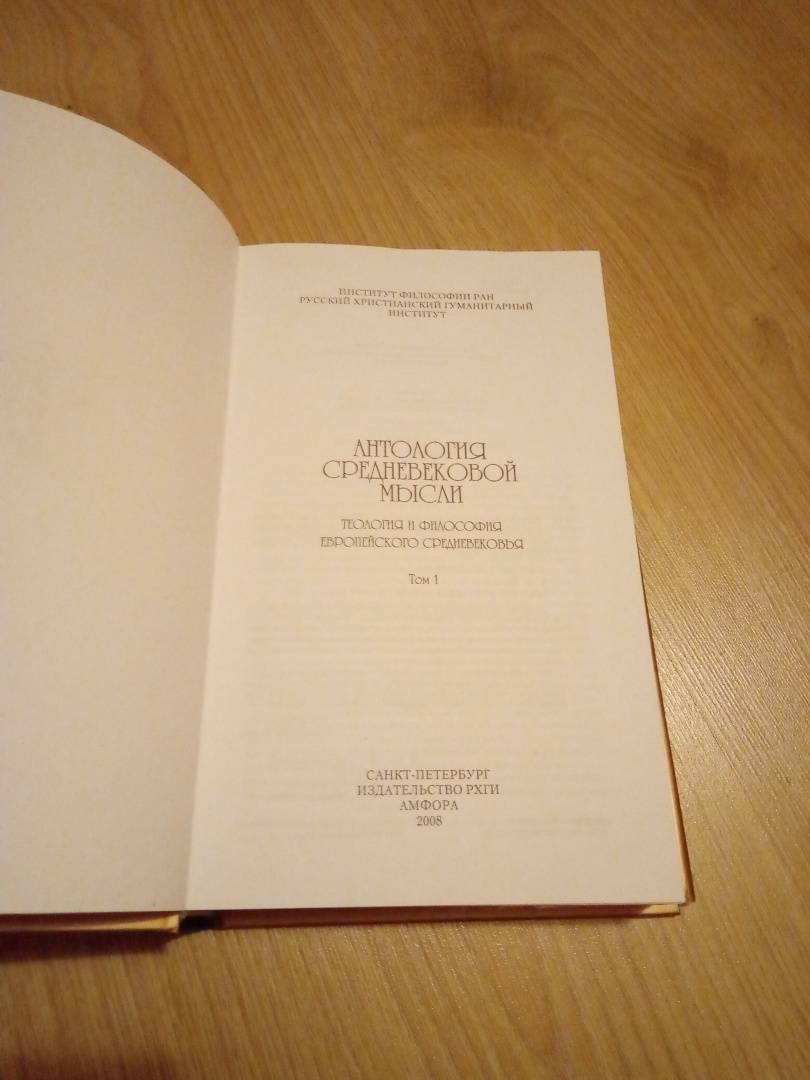 ИНСТИТУТ ФИЛОСОФИИ РАН
РУССКИЙ ХРИСТИАНСКИЙ ГУМАНИТАРНЫЙ
ИНСТИТУТ
АНТОЛОГИЯ
СРЕДНЕВЕКОВОЙ
МЫСЛИ
ТЕОЛОГИЯ И ФИЛОСОФИЯ
ЕВРОПЕЙСКОГО СРЕДНЕВЕКОВЬЯ
Том 1
САНКТ-ПЕТЕРБУРГ
ИЗДАТЕЛЬСТВО РХГИ
АМФОРА
2008